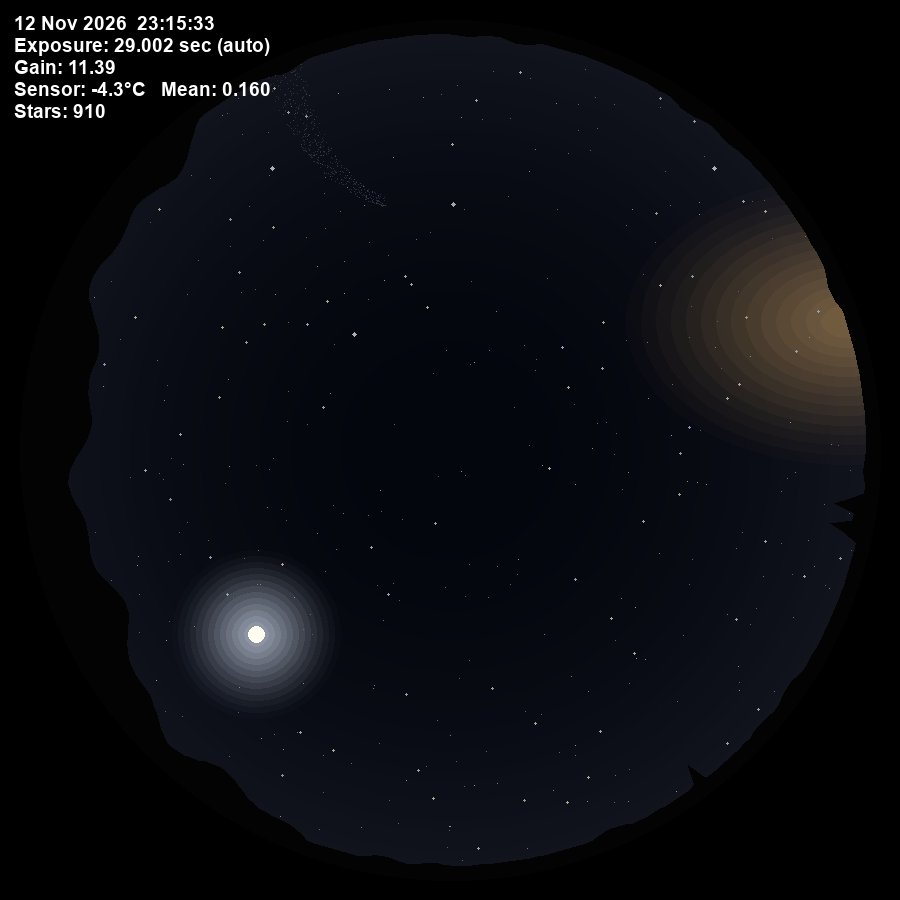 12 Nov 2026  23:15:33
Exposure: 29.002 sec (auto)
Gain: 11.39
Sensor: -4.3°C   Mean: 0.160
Stars: 910